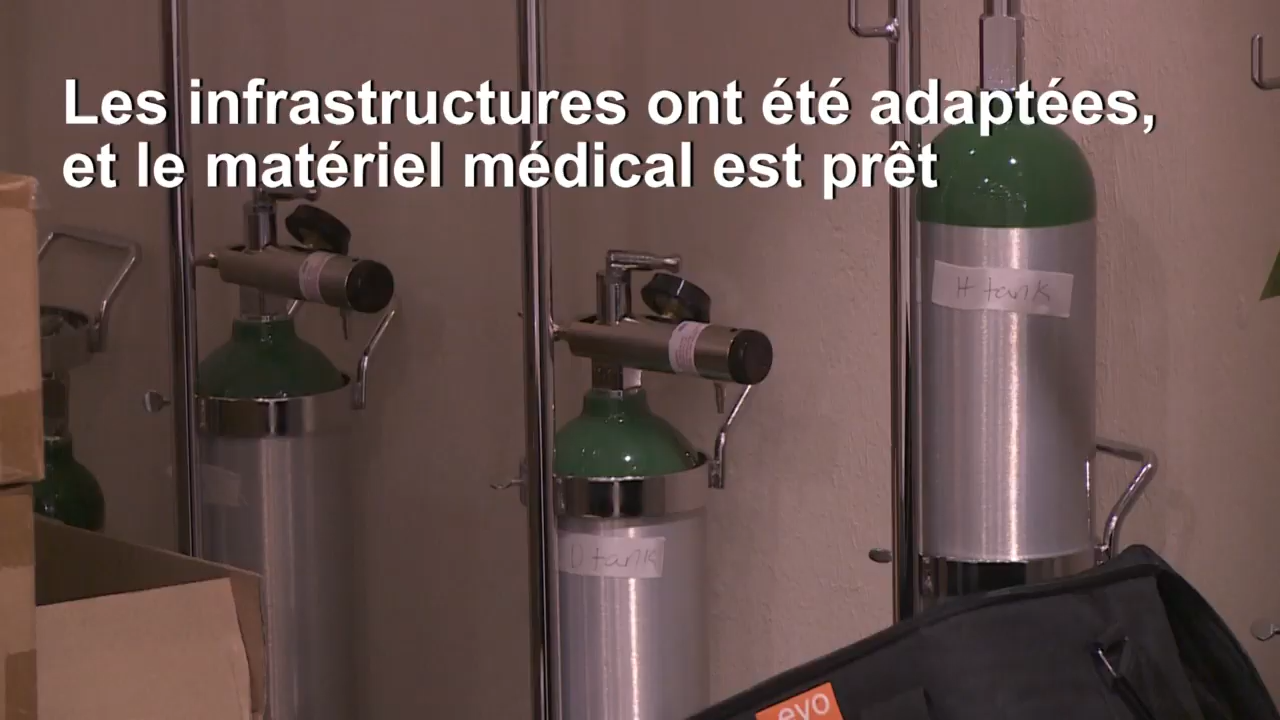 Les infrastructures ont été adaptées,
et le matériel médical est prêt
H tank
D tank
evo